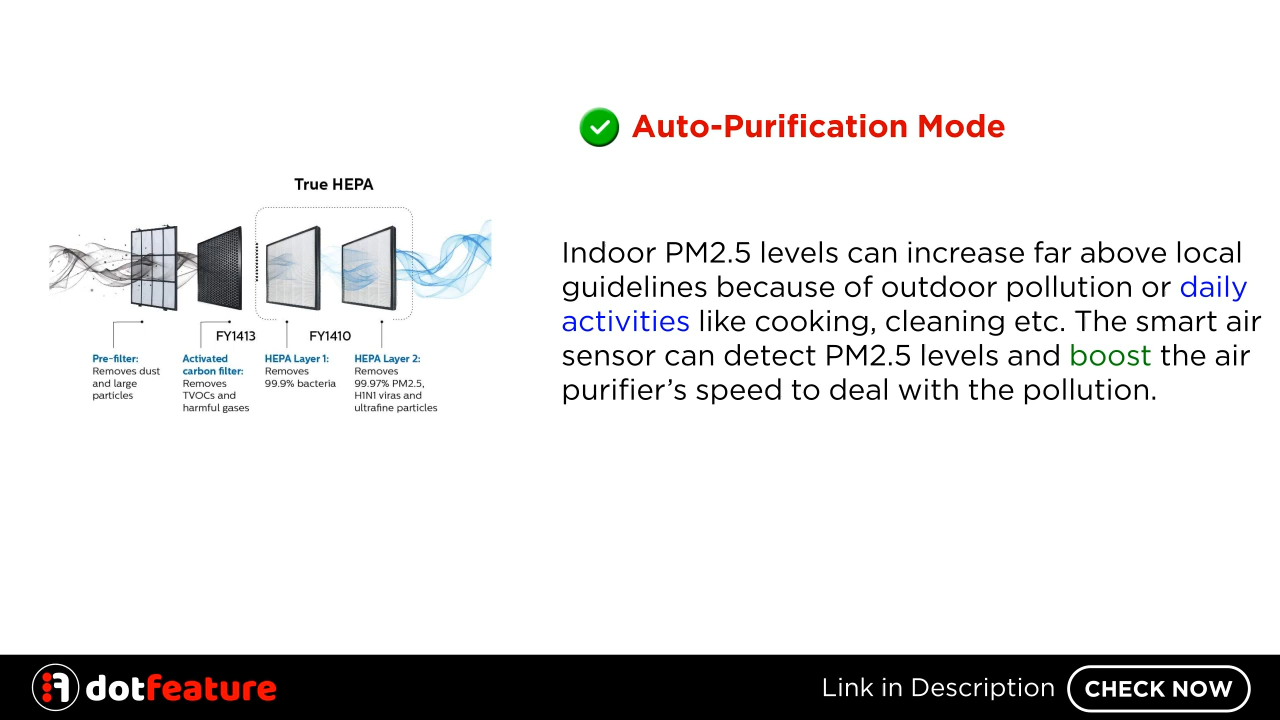 Auto-Purification Mode
True HEPA
FY1413
FY1410
Pre-filter:
Removes dust
and large
particles
Activated
carbon filter:
Removes
TVOCs and
harmful gases
HEPA Layer 1:
Removes
99.9% bacteria
HEPA Layer 2:
Removes
99.97% PM2.5,
H1N1 viras and
ultrafine particles
Indoor PM2.5 levels can increase far above local
guidelines because of outdoor pollution or daily
activities like cooking, cleaning etc. The smart air
sensor can detect PM2.5 levels and boost the air
purifier’s speed to deal with the pollution.
dotfeature
Link in Description
CHECK NOW